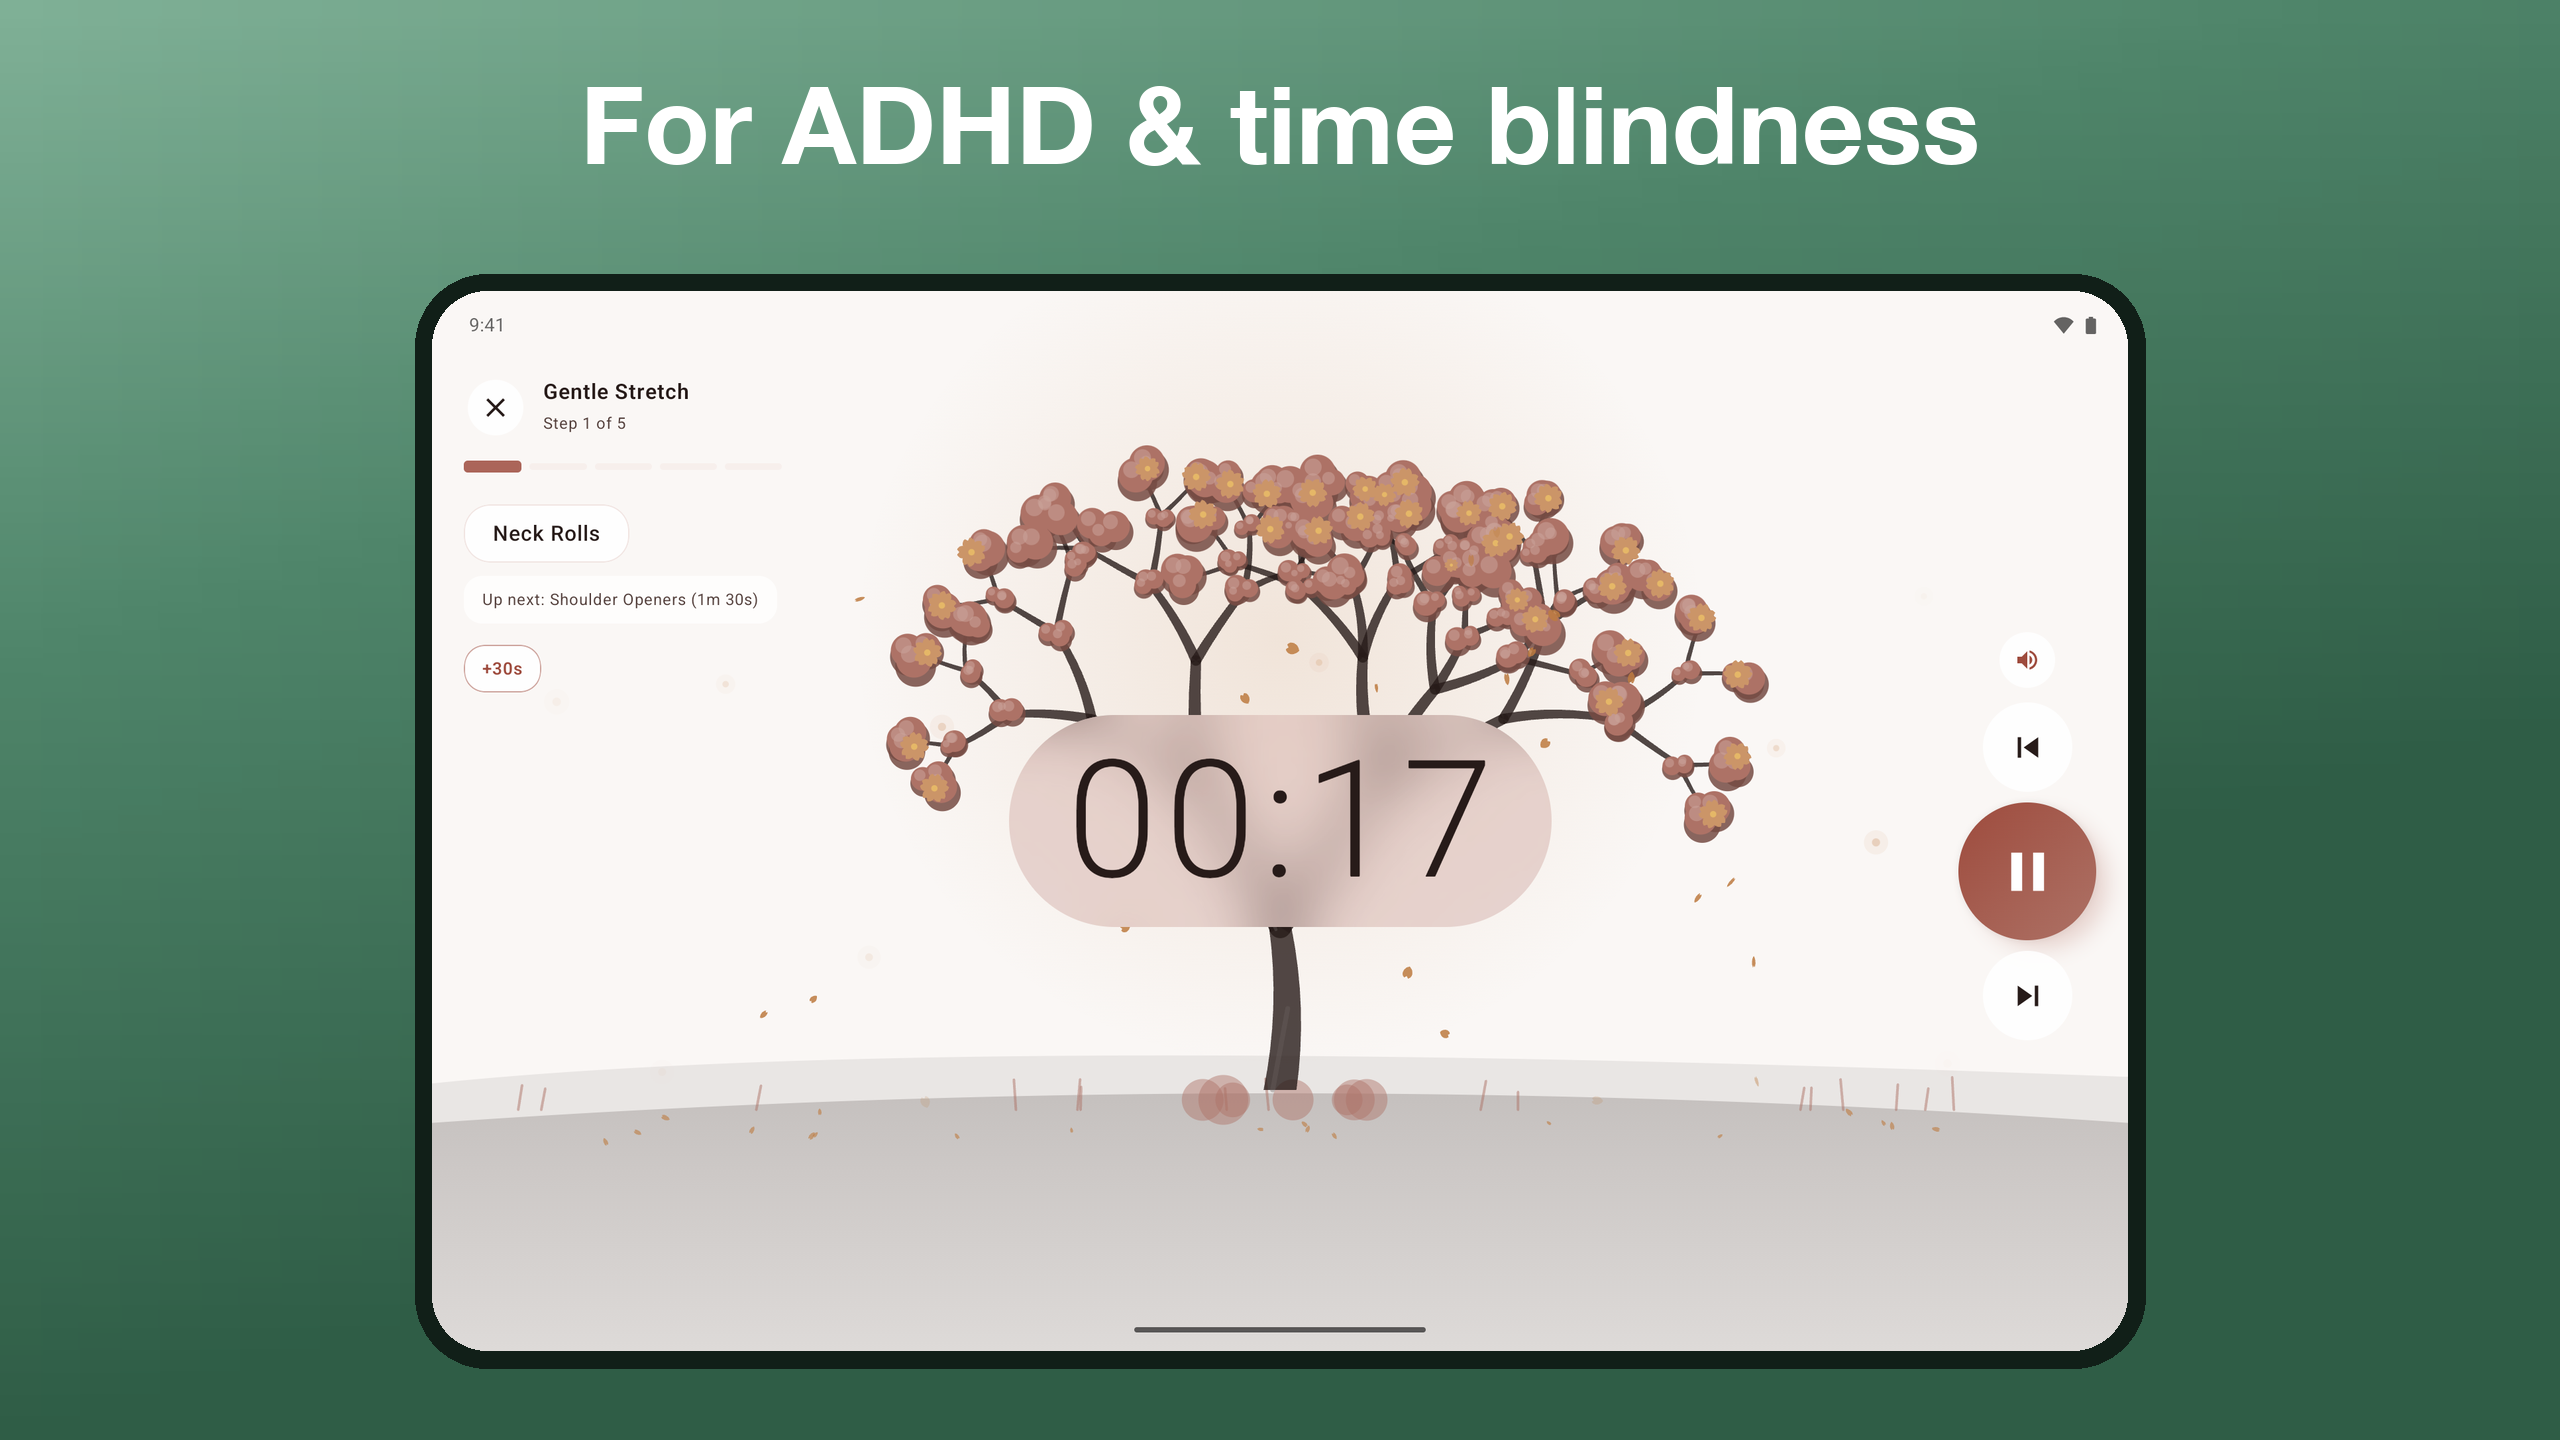 For ADHD & time blindness
9:41
Gentle Stretch
Step 1 of 5
Neck Rolls
Up next: Shoulder Openers (1m 30s)
+30s
00:17